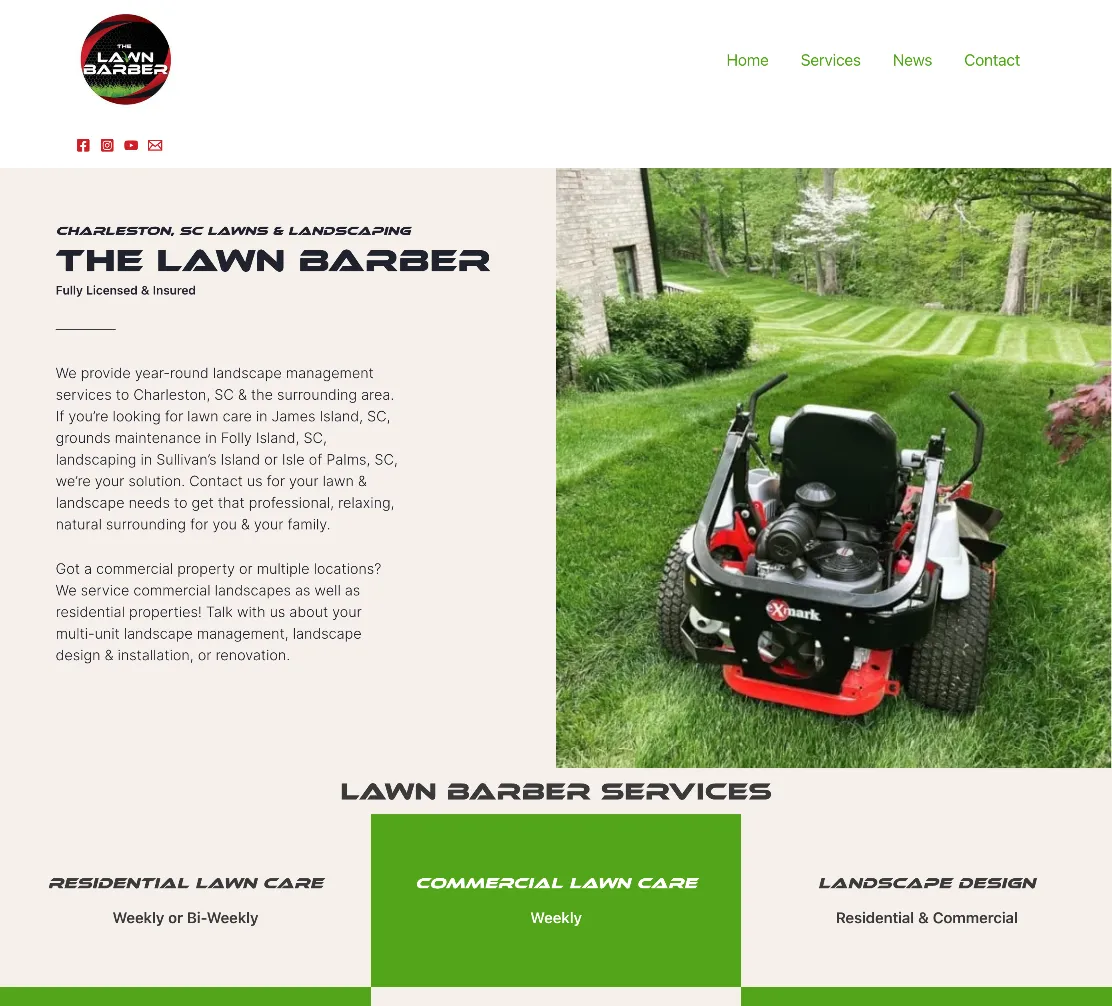 THE
LAWN
BARBER
Home Services News Contact
CHARLESTON, SC LAWNS & LANDSCAPING
THE LAWN BARBER
Fully Licensed & Insured
We provide year-round landscape management
services to Charleston, SC & the surrounding area.
If you’re looking for lawn care in James Island, SC,
grounds maintenance in Folly Island, SC,
landscaping in Sullivan’s Island or Isle of Palms, SC,
we’re your solution. Contact us for your lawn &
landscape needs to get that professional, relaxing,
natural surrounding for you & your family.
Got a commercial property or multiple locations?
We service commercial landscapes as well as
residential properties! Talk with us about your
multi-unit landscape management, landscape
design & installation, or renovation.
eXmark
LAWN BARBER SERVICES
RESIDENTIAL LAWN CARE
Weekly or Bi-Weekly
COMMERCIAL LAWN CARE
Weekly
LANDSCAPE DESIGN
Residential & Commercial